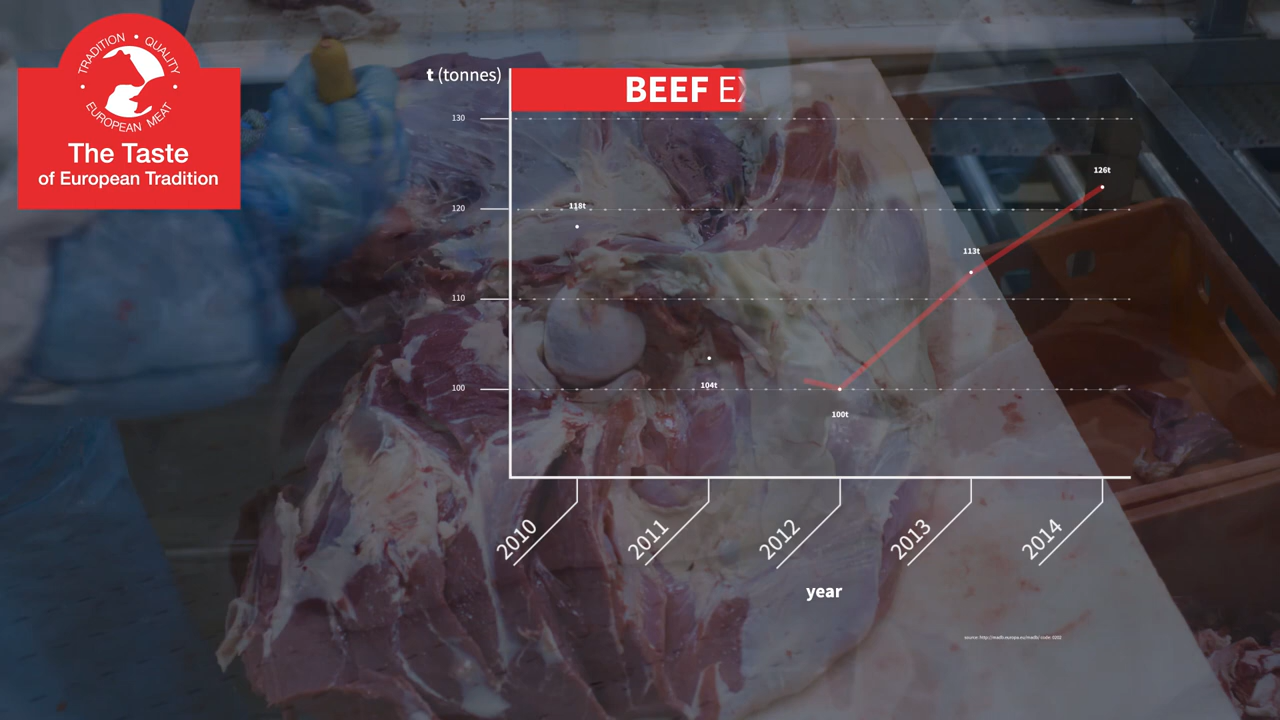 TRADITION • QUALITY
• EUROPEAN MEAT •
The Taste
of European Tradition
t (tonnes)
BEEF E
130
120
110
100
118t
104t
100t
113t
126t
2010
2011
2012
2013
2014
year